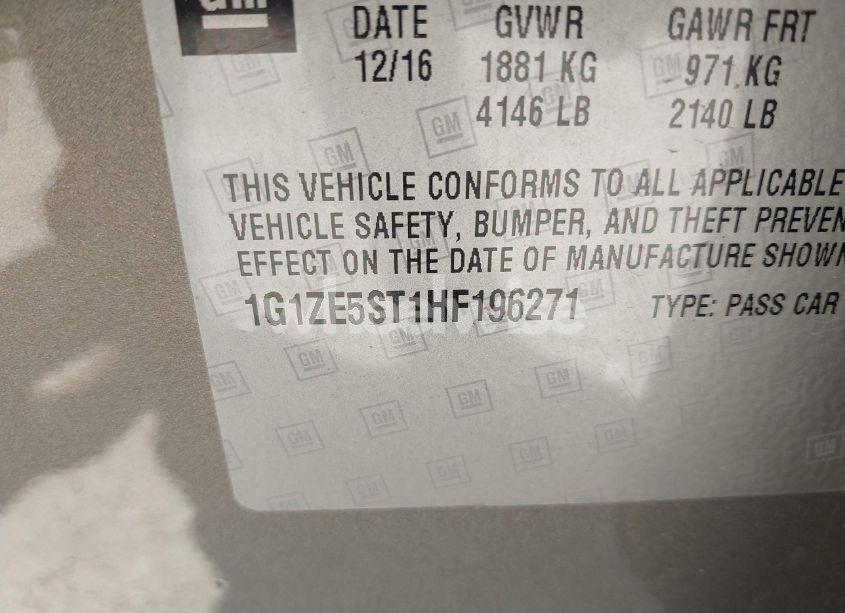 GM
DATE GVWR GAWR FRT
12/16 1881 KG 971 KG
4146 LB 2140 LB
THIS VEHICLE CONFORMS TO ALL APPLICABLE
VEHICLE SAFETY, BUMPER, AND THEFT PREVEN
EFFECT ON THE DATE OF MANUFACTURE SHOWN
1G1ZE5ST1HF196271 TYPE: PASS CAR